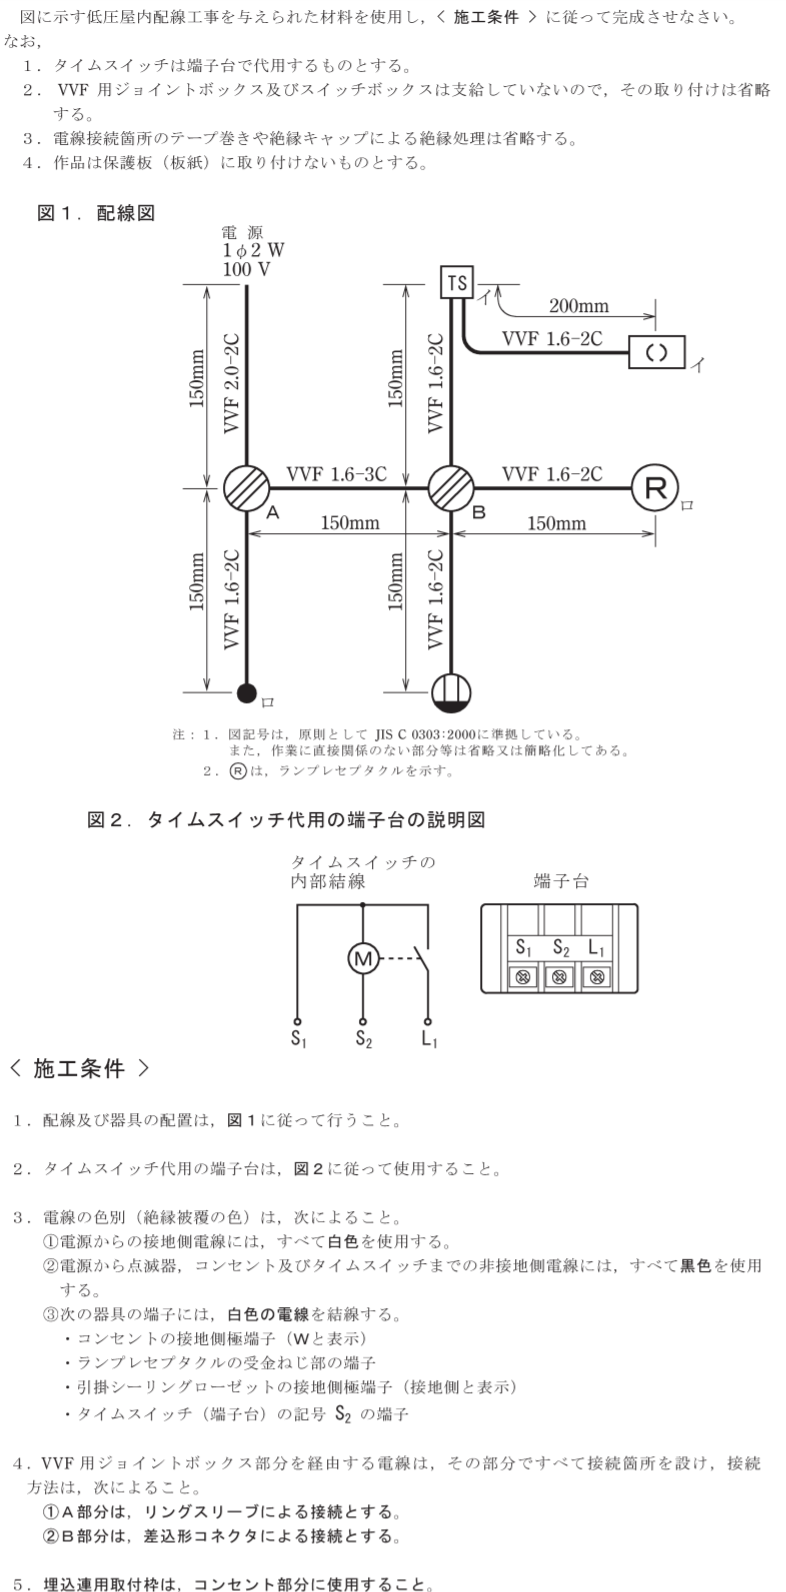 図に示す低圧屋内配線工事を与えられた材料を使用し，〈 施工条件 〉に従って完成させなさい。
なお，
１．タイムスイッチは端子台で代用するものとする。
２． VVF 用ジョイントボックス及びスイッチボックスは支給していないので，その取り付けは省略
する。
３．電線接続箇所のテープ巻きや絶縁キャップによる絶縁処理は省略する。
４．作品は保護板（板紙）に取り付けないものとする。
図１．配線図
電 源
1φ2 W
100 V
TS
イ
200mm
VVF 1.6-2C
イ
150mm
VVF 2.0-2C
150mm
VVF 1.6-2C
VVF 1.6-3C
VVF 1.6-2C
R
ロ
A
B
150mm
150mm
150mm
VVF 1.6-2C
150mm
VVF 1.6-2C
ロ
注：１．図記号は，原則として JIS C 0303:2000に準拠している。
また，作業に直接関係のない部分等は省略又は簡略化してある。
２．Ⓡは，ランプレセプタクルを示す。
図２．タイムスイッチ代用の端子台の説明図
タイムスイッチの
内部結線
端子台
M
S₁ S₂ L₁
S₁ S₂ L₁
〈 施工条件 〉
１．配線及び器具の配置は，図１に従って行うこと。
２．タイムスイッチ代用の端子台は，図２に従って使用すること。
３．電線の色別（絶縁被覆の色）は，次によること。
①電源からの接地側電線には，すべて白色を使用する。
②電源から点滅器，コンセント及びタイムスイッチまでの非接地側電線には，すべて黒色を使用
する。
③次の器具の端子には，白色の電線を結線する。
・コンセントの接地側極端子（Wと表示）
・ランプレセプタクルの受金ねじ部の端子
・引掛シーリングローゼットの接地側極端子（接地側と表示）
・タイムスイッチ（端子台）の記号 S₂ の端子
４．VVF 用ジョイントボックス部分を経由する電線は，その部分ですべて接続箇所を設け，接続
方法は，次によること。
①A部分は，リングスリーブによる接続とする。
②B部分は，差込形コネクタによる接続とする。
５．埋込連用取付枠は，コンセント部分に使用すること。